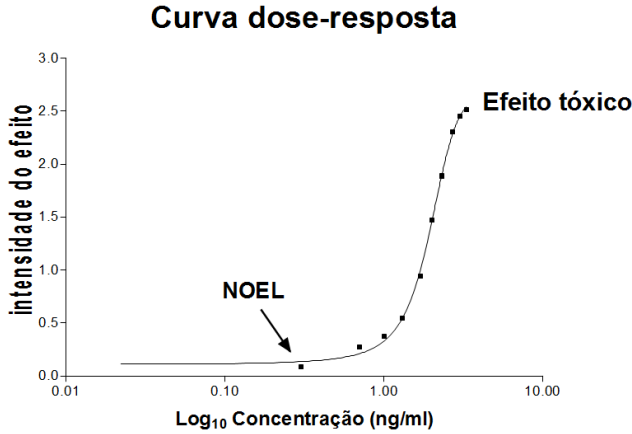 Curva dose-resposta
3.0
2.5
2.0
1.5
1.0
0.5
0.0
intensidade do efeito
Efeito tóxico
NOEL
0.01 0.10 1.00 10.00
Log₁₀ Concentração (ng/ml)